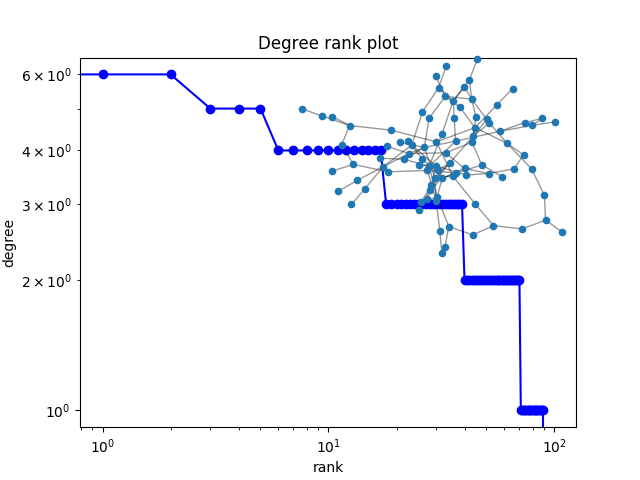 Degree rank plot
degree
6 × 10⁰
4 × 10⁰
3 × 10⁰
2 × 10⁰
10⁰
10⁰
10¹
10²
rank